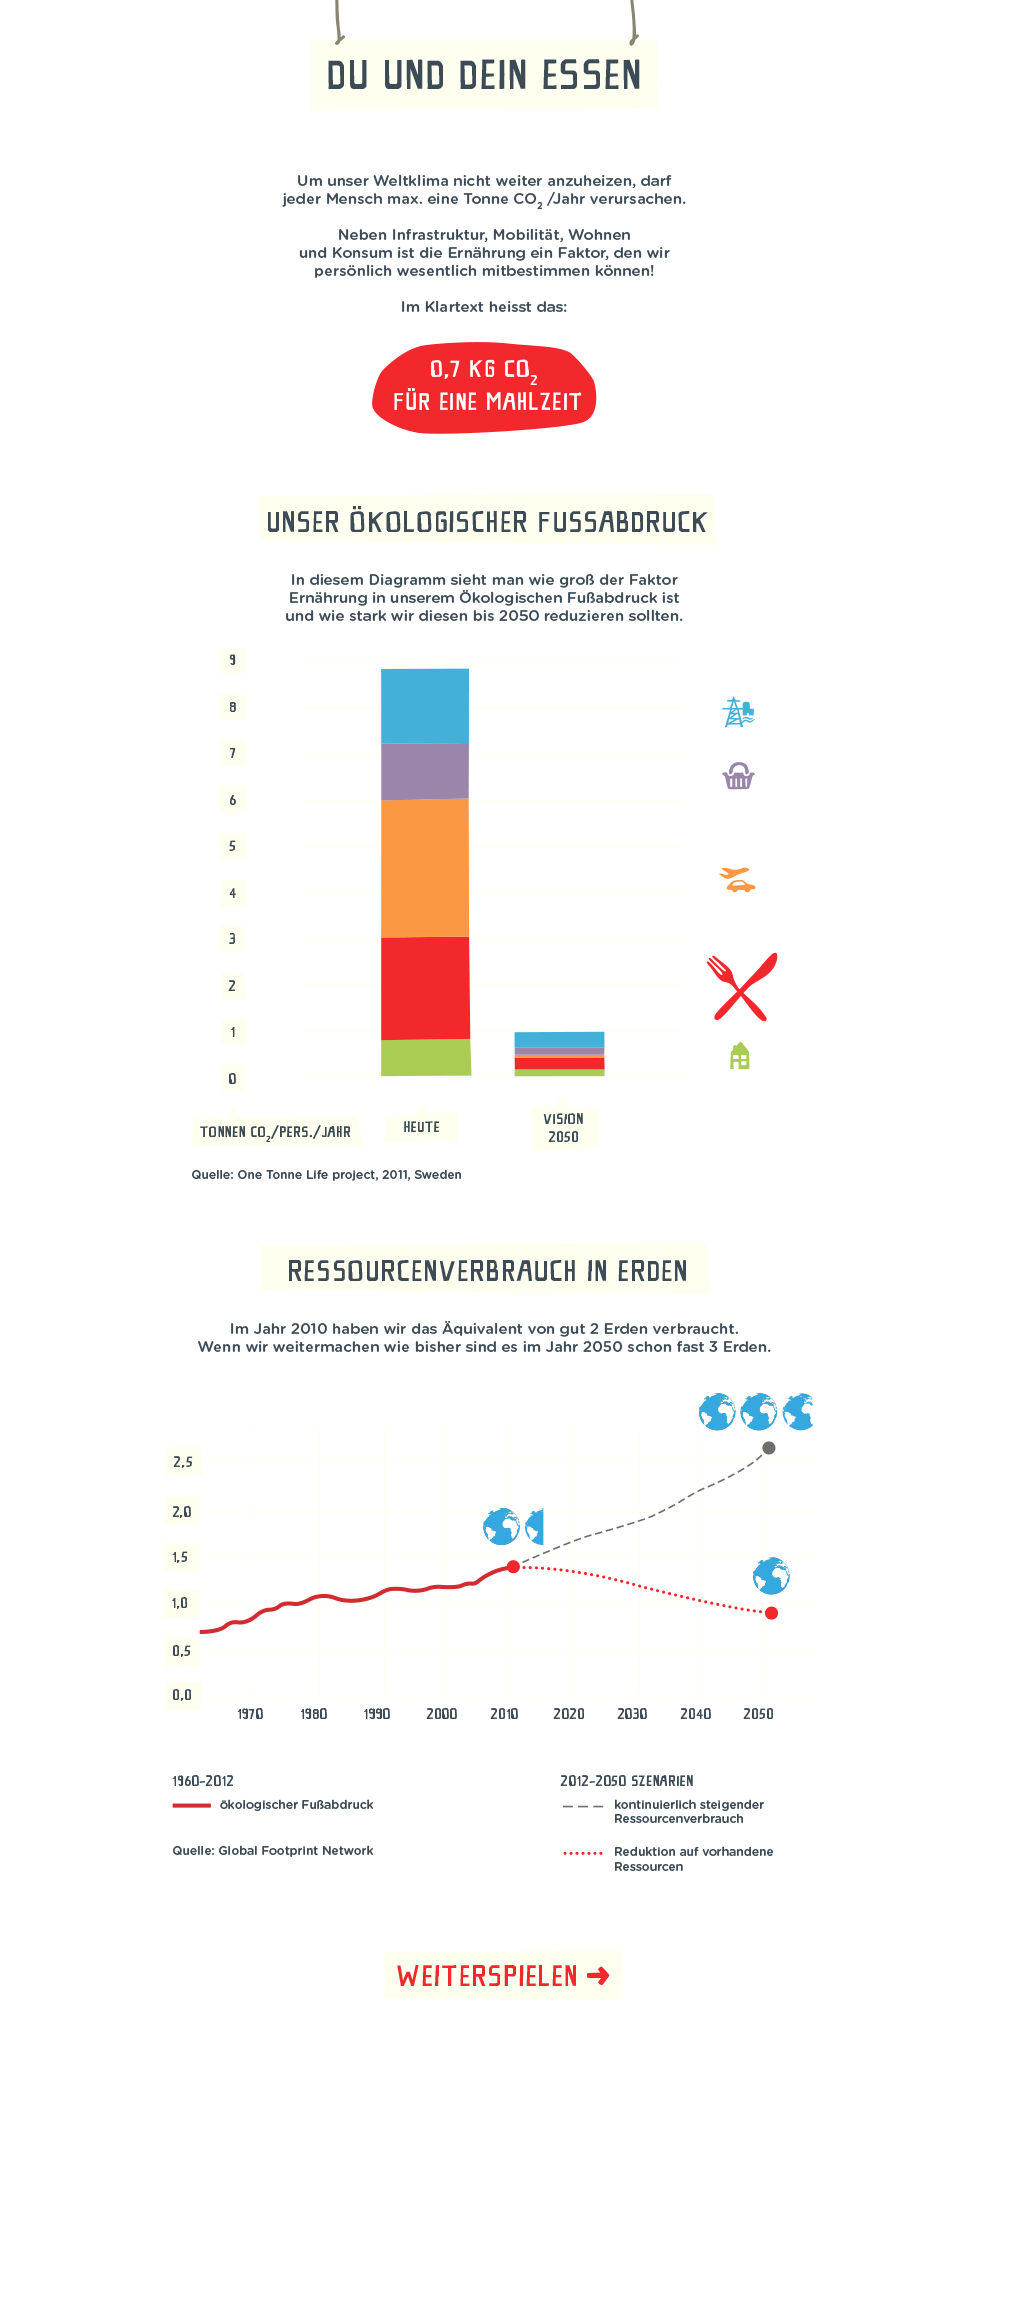 DU UND DEIN ESSEN
Um unser Weltklima nicht weiter anzuheizen, darf
jeder Mensch max. eine Tonne CO₂ /Jahr verursachen.
Neben Infrastruktur, Mobilität, Wohnen
und Konsum ist die Ernährung ein Faktor, den wir
persönlich wesentlich mitbestimmen können!
Im Klartext heisst das:
0,7 KG CO₂
FÜR EINE MAHLZEIT
UNSER ÖKOLOGISCHER FUSSABDRUCK
In diesem Diagramm sieht man wie groß der Faktor
Ernährung in unserem Ökologischen Fußabdruck ist
und wie stark wir diesen bis 2050 reduzieren sollten.
9
8
7
6
5
4
3
2
1
0
TONNEN CO₂/PERS./JAHR
HEUTE
VISION
2050
Quelle: One Tonne Life project, 2011, Sweden
RESSOURCENVERBRAUCH IN ERDEN
Im Jahr 2010 haben wir das Äquivalent von gut 2 Erden verbraucht.
Wenn wir weitermachen wie bisher sind es im Jahr 2050 schon fast 3 Erden.
2,5
2,0
1,5
1,0
0,5
0,0
1970 1980 1990 2000 2010 2020 2030 2040 2050
1960-2012
ökologischer Fußabdruck
Quelle: Global Footprint Network
2012-2050 SZENARIEN
kontinuierlich steigender
Ressourcenverbrauch
Reduktion auf vorhandene
Ressourcen
WEITERSPIELEN ➔